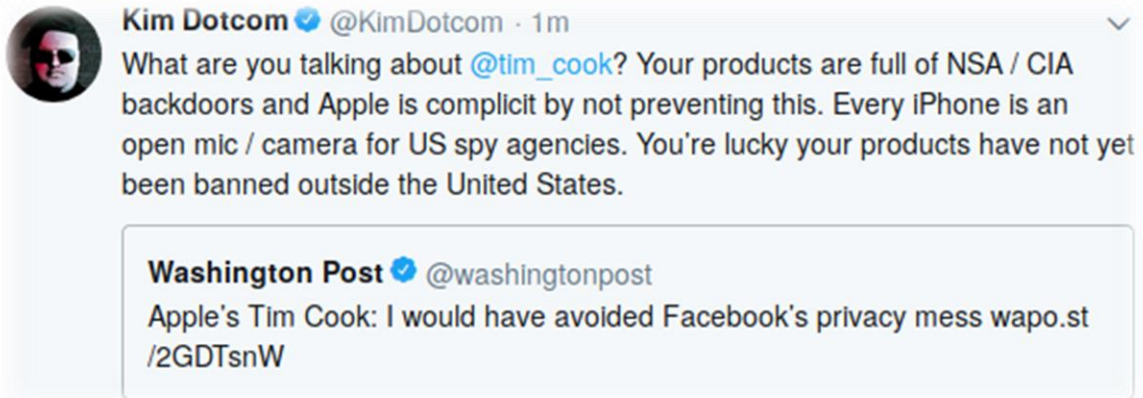 Kim Dotcom @KimDotcom · 1m
What are you talking about @tim_cook? Your products are full of NSA / CIA
backdoors and Apple is complicit by not preventing this. Every iPhone is an
open mic / camera for US spy agencies. You're lucky your products have not yet
been banned outside the United States.
Washington Post @washingtonpost
Apple's Tim Cook: I would have avoided Facebook's privacy mess wapo.st
/2GDTsnW